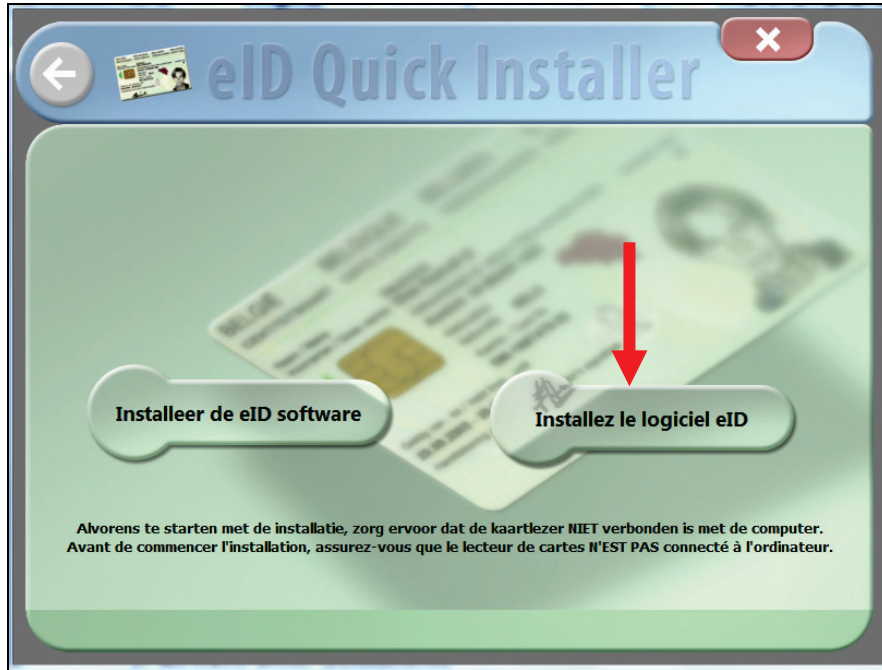 eID Quick Installer
BELGIË
BELGIQUE
Installeer de eID software
Installez le logiciel eID
Alvorens te starten met de installatie, zorg ervoor dat de kaartlezer NIET verbonden is met de computer.
Avant de commencer l'installation, assurez-vous que le lecteur de cartes N'EST PAS connecté à l'ordinateur.